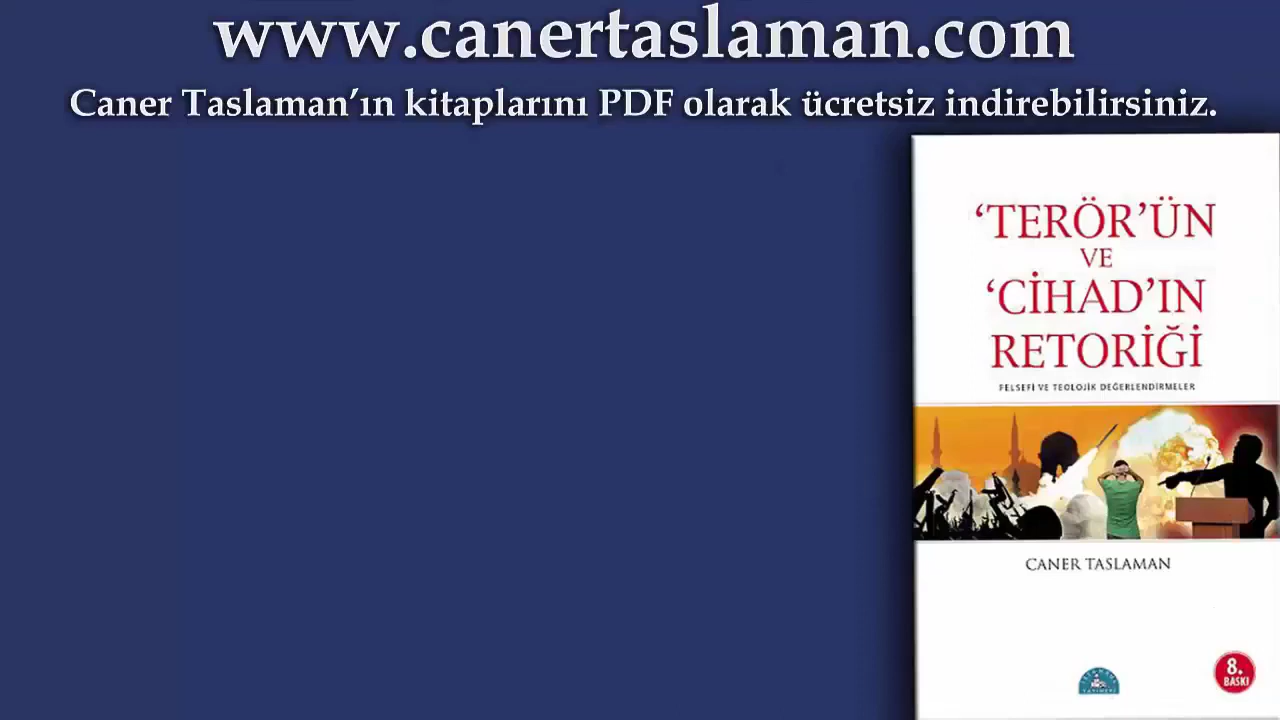 www.canertaslaman.com
Caner Taslaman’ın kitaplarını PDF olarak ücretsiz indirebilirsiniz.
‘TERÖR’ÜN
VE
‘CİHAD’IN
RETORİĞİ
FELSEFİ VE TEOLOJİK DEĞERLENDİRMELER
CANER TASLAMAN
8.
BASKI